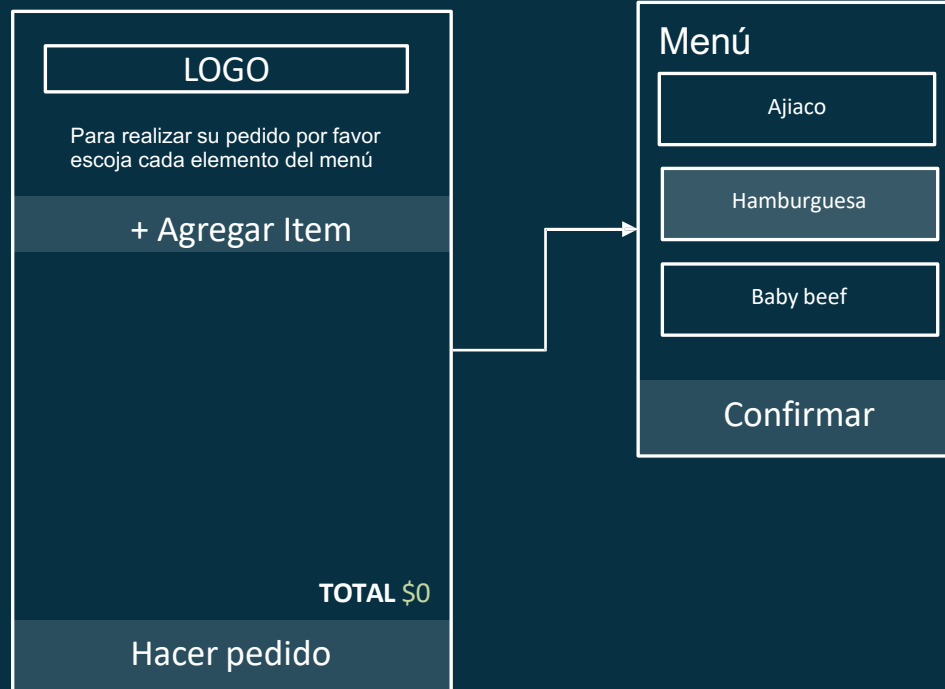 LOGO
Para realizar su pedido por favor
escoja cada elemento del menú
+ Agregar Item
TOTAL $0
Hacer pedido
Menú
Ajiaco
Hamburguesa
Baby beef
Confirmar